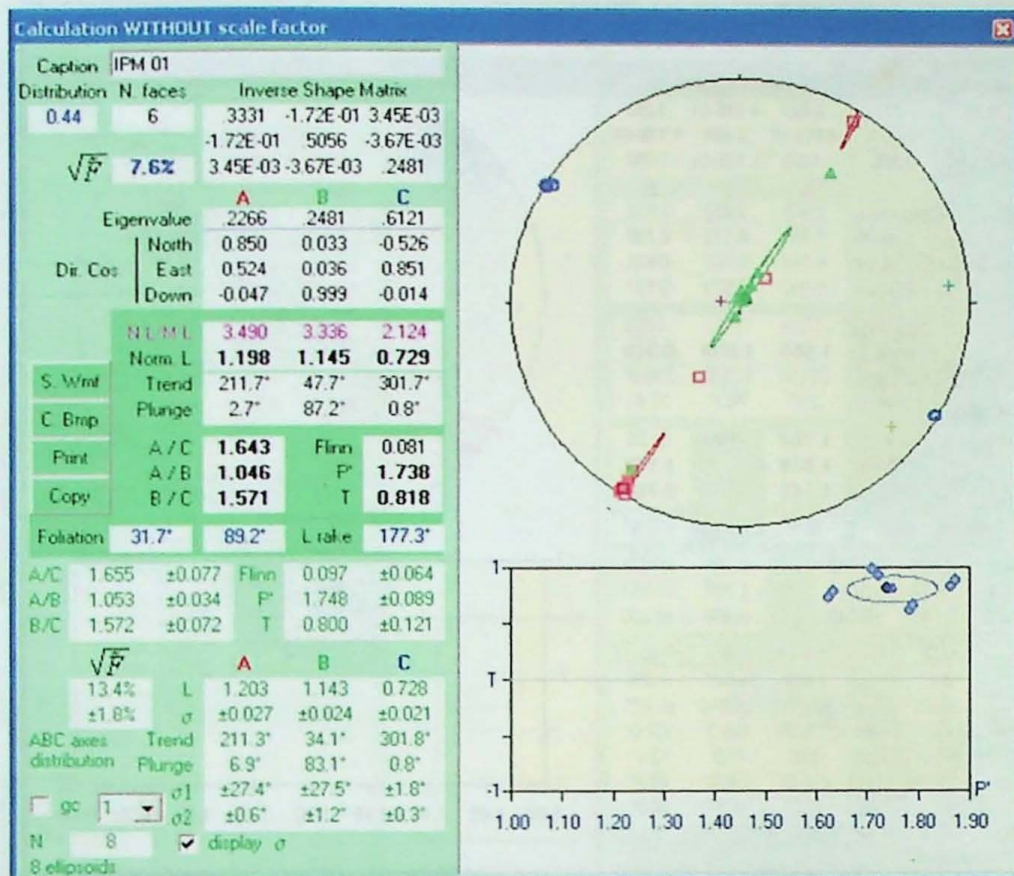 Calculation WITHOUT scale factor
Caption IPM 01
Distribution N. faces Inverse Shape Matrix
0.44 6 .3331 -1.72E-01 3.45E-03
-1.72E-01 .5056 -3.67E-03
√F 7.6% 3.45E-03 -3.67E-03 .2481
A B C
Eigenvalue .2266 .2481 .6121
North 0.850 0.033 -0.526
Dir. Cos East 0.524 0.036 0.851
Down -0.047 0.999 -0.014
N L/M L 3.490 3.336 2.124
Norm. L 1.198 1.145 0.729
S. Wmf Trend 211.7° 47.7° 301.7°
C. Bmp Plunge 2.7° 87.2° 0.8°
Print A / C 1.643 Flinn 0.081
A / B 1.046 P' 1.738
Copy B / C 1.571 T 0.818
Foliation 31.7° 89.2° L rake 177.3°
A/C 1.655 ±0.077 Flinn 0.097 ±0.064
A/B 1.053 ±0.034 P' 1.748 ±0.089
B/C 1.572 ±0.072 T 0.800 ±0.121
√F A B C
13.4% L 1.203 1.143 0.728
±1.8% σ ±0.027 ±0.024 ±0.021
ABC axes Trend 211.3° 34.1° 301.8°
distribution Plunge 6.9° 83.1° 0.8°
σ1 ±27.4° ±27.5° ±1.8°
gc 1 σ2 ±0.6° ±1.2° ±0.3°
N 8 display σ
8 ellipsoids
1
T
-1
P'
1.00 1.10 1.20 1.30 1.40 1.50 1.60 1.70 1.80 1.90